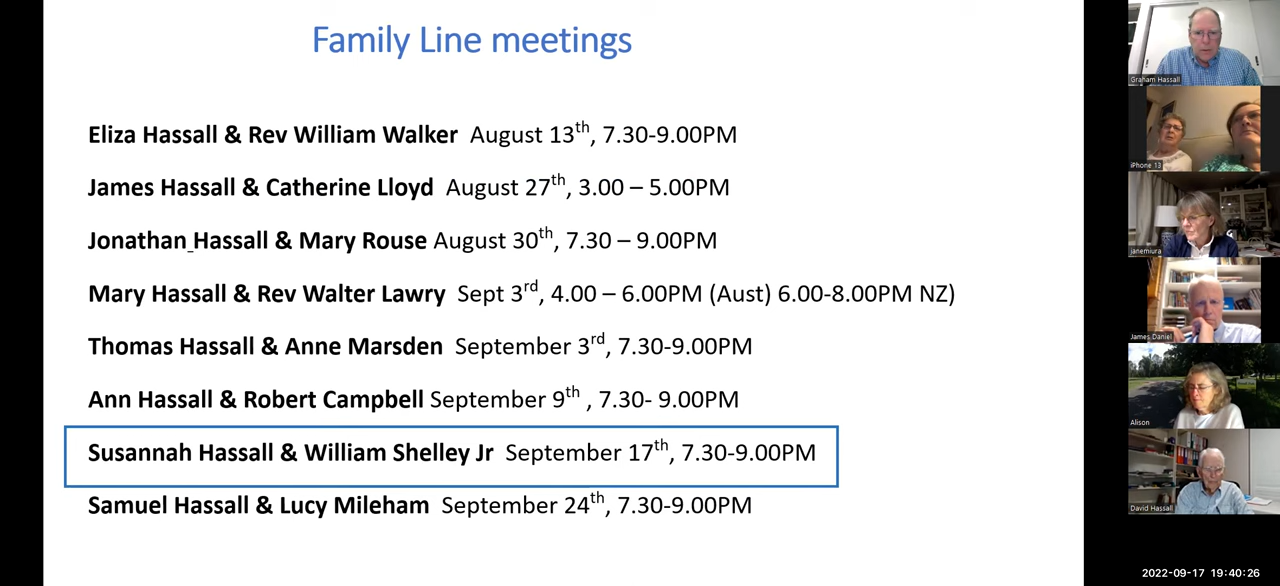 Family Line meetings
Eliza Hassall & Rev William Walker August 13th, 7.30-9.00PM
James Hassall & Catherine Lloyd August 27th, 3.00 – 5.00PM
Jonathan Hassall & Mary Rouse August 30th, 7.30 – 9.00PM
Mary Hassall & Rev Walter Lawry Sept 3rd, 4.00 – 6.00PM (Aust) 6.00-8.00PM NZ)
Thomas Hassall & Anne Marsden September 3rd, 7.30-9.00PM
Ann Hassall & Robert Campbell September 9th , 7.30- 9.00PM
Susannah Hassall & William Shelley Jr September 17th, 7.30-9.00PM
Samuel Hassall & Lucy Mileham September 24th, 7.30-9.00PM
Graham Hassall
iPhone 13
janemiura
James Daniel
Alison
David Hassall
2022-09-17 19:40:26